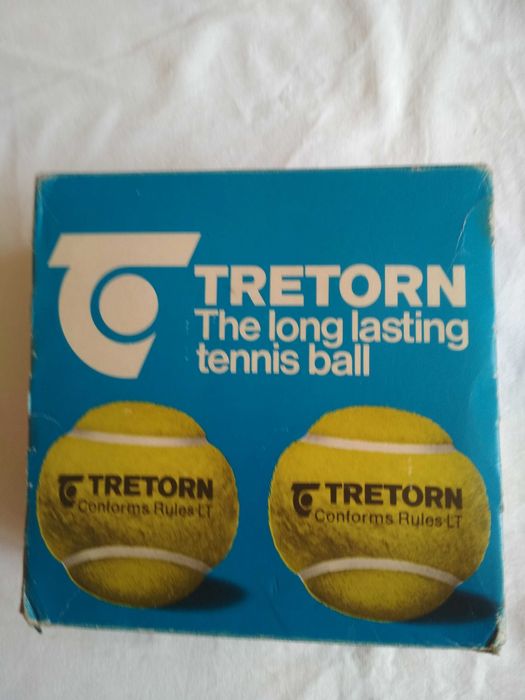 TRETORN
The long lasting
tennis ball
TRETORN
Conforms Rules-LT
TRETORN
Conforms Rules-LT